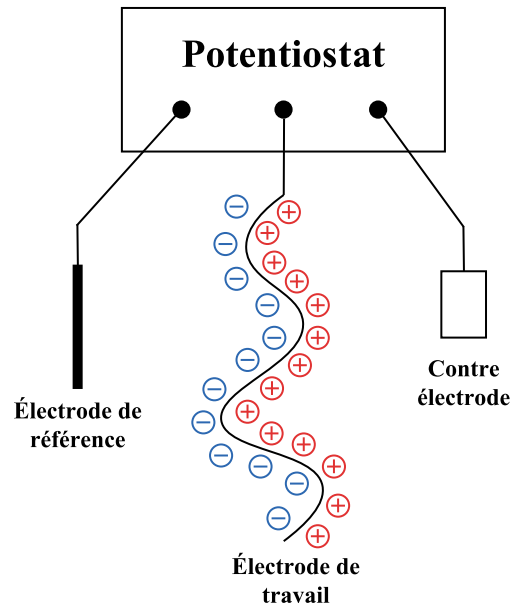 Potentiostat
Électrode de
référence
Contre
électrode
Électrode de
travail